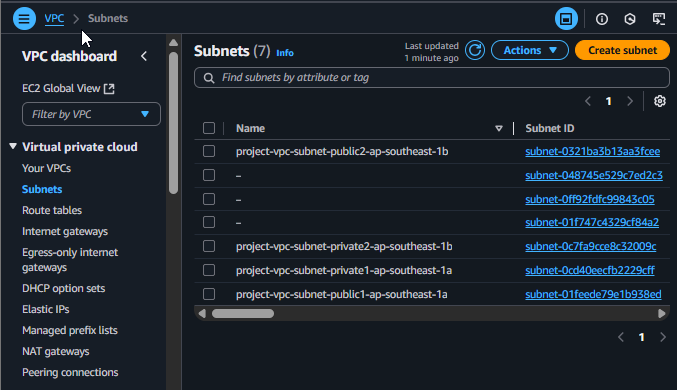 VPC > Subnets
VPC dashboard
EC2 Global View
Filter by VPC
Virtual private cloud
Your VPCs
Subnets
Route tables
Internet gateways
Egress-only internet
gateways
DHCP option sets
Elastic IPs
Managed prefix lists
NAT gateways
Peering connections
Subnets (7) Info
Last updated
1 minute ago
Actions
Create subnet
Find subnets by attribute or tag
1
Name Subnet ID
project-vpc-subnet-public2-ap-southeast-1b subnet-0321ba3b13aa3fcee
– subnet-048745e529c7ed2c3
– subnet-0ff92fdfc99843c05
– subnet-01f747c4329cf84a2
project-vpc-subnet-private2-ap-southeast-1b subnet-0c7fa9cce8c32009c
project-vpc-subnet-private1-ap-southeast-1a subnet-0cd40eecfb2229cff
project-vpc-subnet-public1-ap-southeast-1a subnet-01feede79e1b938ed
1